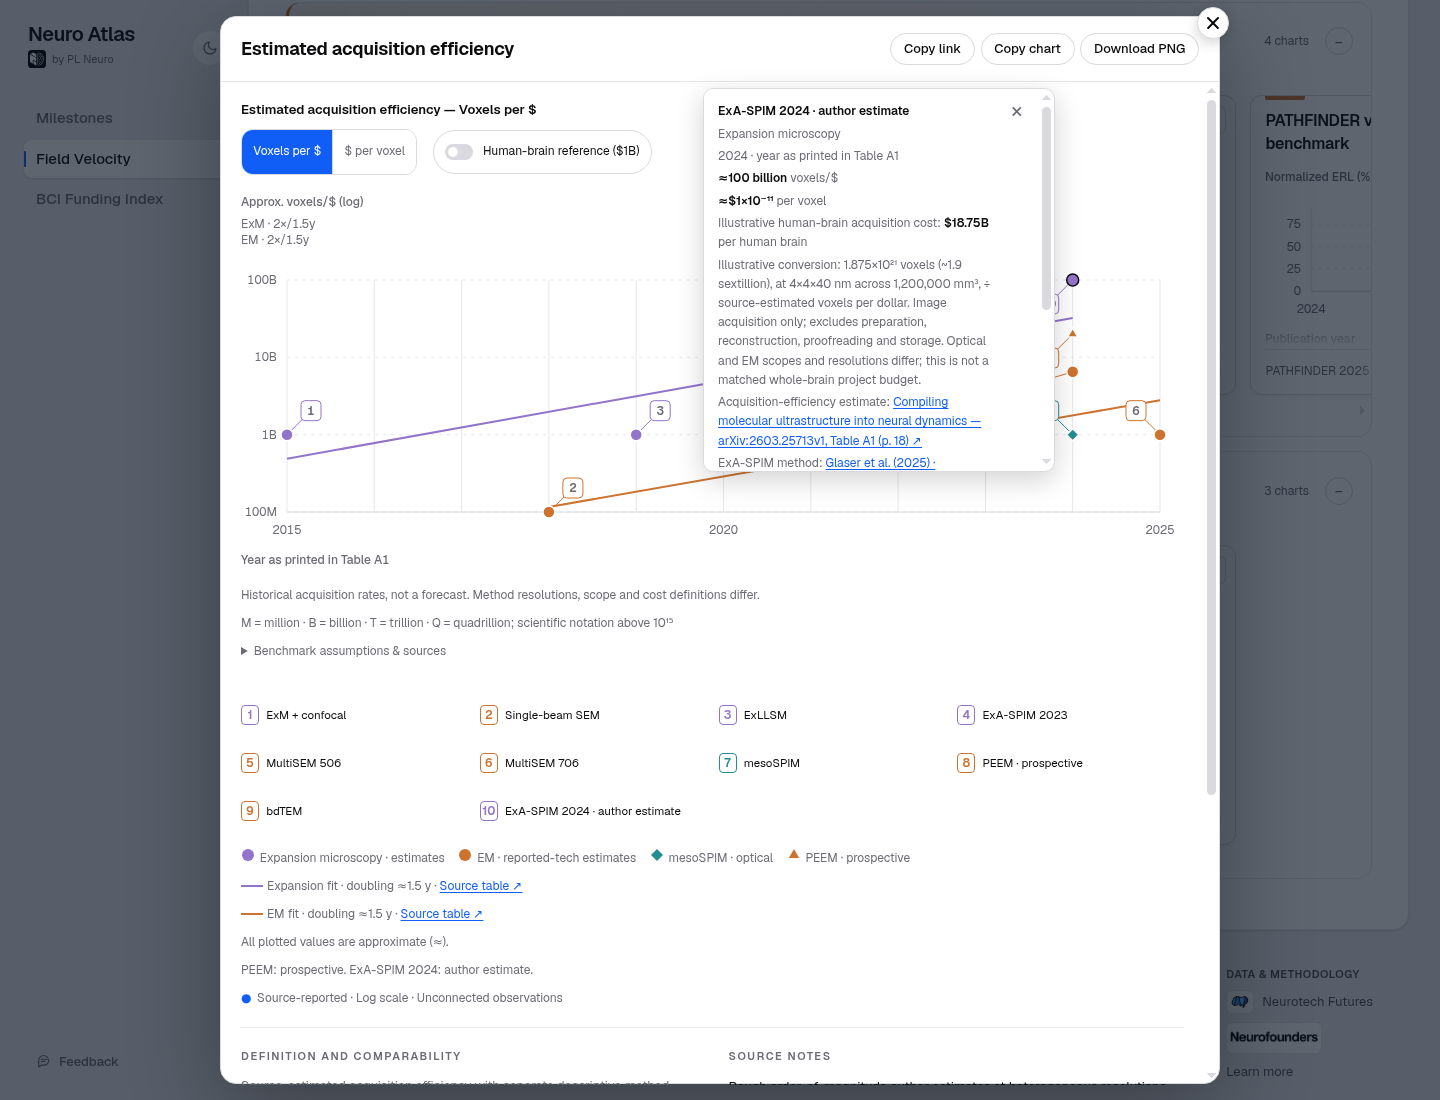 Neuro Atlas
by PL Neuro
Milestones
Field Velocity
BCI Funding Index
Feedback
Estimated acquisition efficiency
Copy link
Copy chart
Download PNG
Estimated acquisition efficiency — Voxels per $
Voxels per $
$ per voxel
Human-brain reference ($1B)
Approx. voxels/$ (log)
ExM · 2×/1.5y
EM · 2×/1.5y
100B
10B
1B
100M
1
3
2
6
2015
2020
2025
ExA-SPIM 2024 · author estimate
Expansion microscopy
2024 · year as printed in Table A1
≈100 billion voxels/$
≈$1×10⁻¹¹ per voxel
Illustrative human-brain acquisition cost: $18.75B
per human brain
Illustrative conversion: 1.875×10²¹ voxels (~1.9
sextillion), at 4×4×40 nm across 1,200,000 mm³, ÷
source-estimated voxels per dollar. Image
acquisition only; excludes preparation,
reconstruction, proofreading and storage. Optical
and EM scopes and resolutions differ; this is not a
matched whole-brain project budget.
Acquisition-efficiency estimate: Compiling
molecular ultrastructure into neural dynamics —
arXiv:2603.25713v1, Table A1 (p. 18) ↗
ExA-SPIM method: Glaser et al. (2025) ·
Year as printed in Table A1
Historical acquisition rates, not a forecast. Method resolutions, scope and cost definitions differ.
M = million · B = billion · T = trillion · Q = quadrillion; scientific notation above 10¹⁵
Benchmark assumptions & sources
1 ExM + confocal
2 Single-beam SEM
3 ExLLSM
4 ExA-SPIM 2023
5 MultiSEM 506
6 MultiSEM 706
7 mesoSPIM
8 PEEM · prospective
9 bdTEM
10 ExA-SPIM 2024 · author estimate
Expansion microscopy · estimates
EM · reported-tech estimates
mesoSPIM · optical
PEEM · prospective
Expansion fit · doubling ≈1.5 y · Source table ↗
EM fit · doubling ≈1.5 y · Source table ↗
All plotted values are approximate (≈).
PEEM: prospective. ExA-SPIM 2024: author estimate.
Source-reported · Log scale · Unconnected observations
DEFINITION AND COMPARABILITY
SOURCE NOTES
4 charts
PATHFINDER v
benchmark
Normalized ERL (%
75
50
25
0
2024
Publication year
PATHFINDER 2025
3 charts
DATA & METHODOLOGY
Neurotech Futures
Neurofounders
Learn more